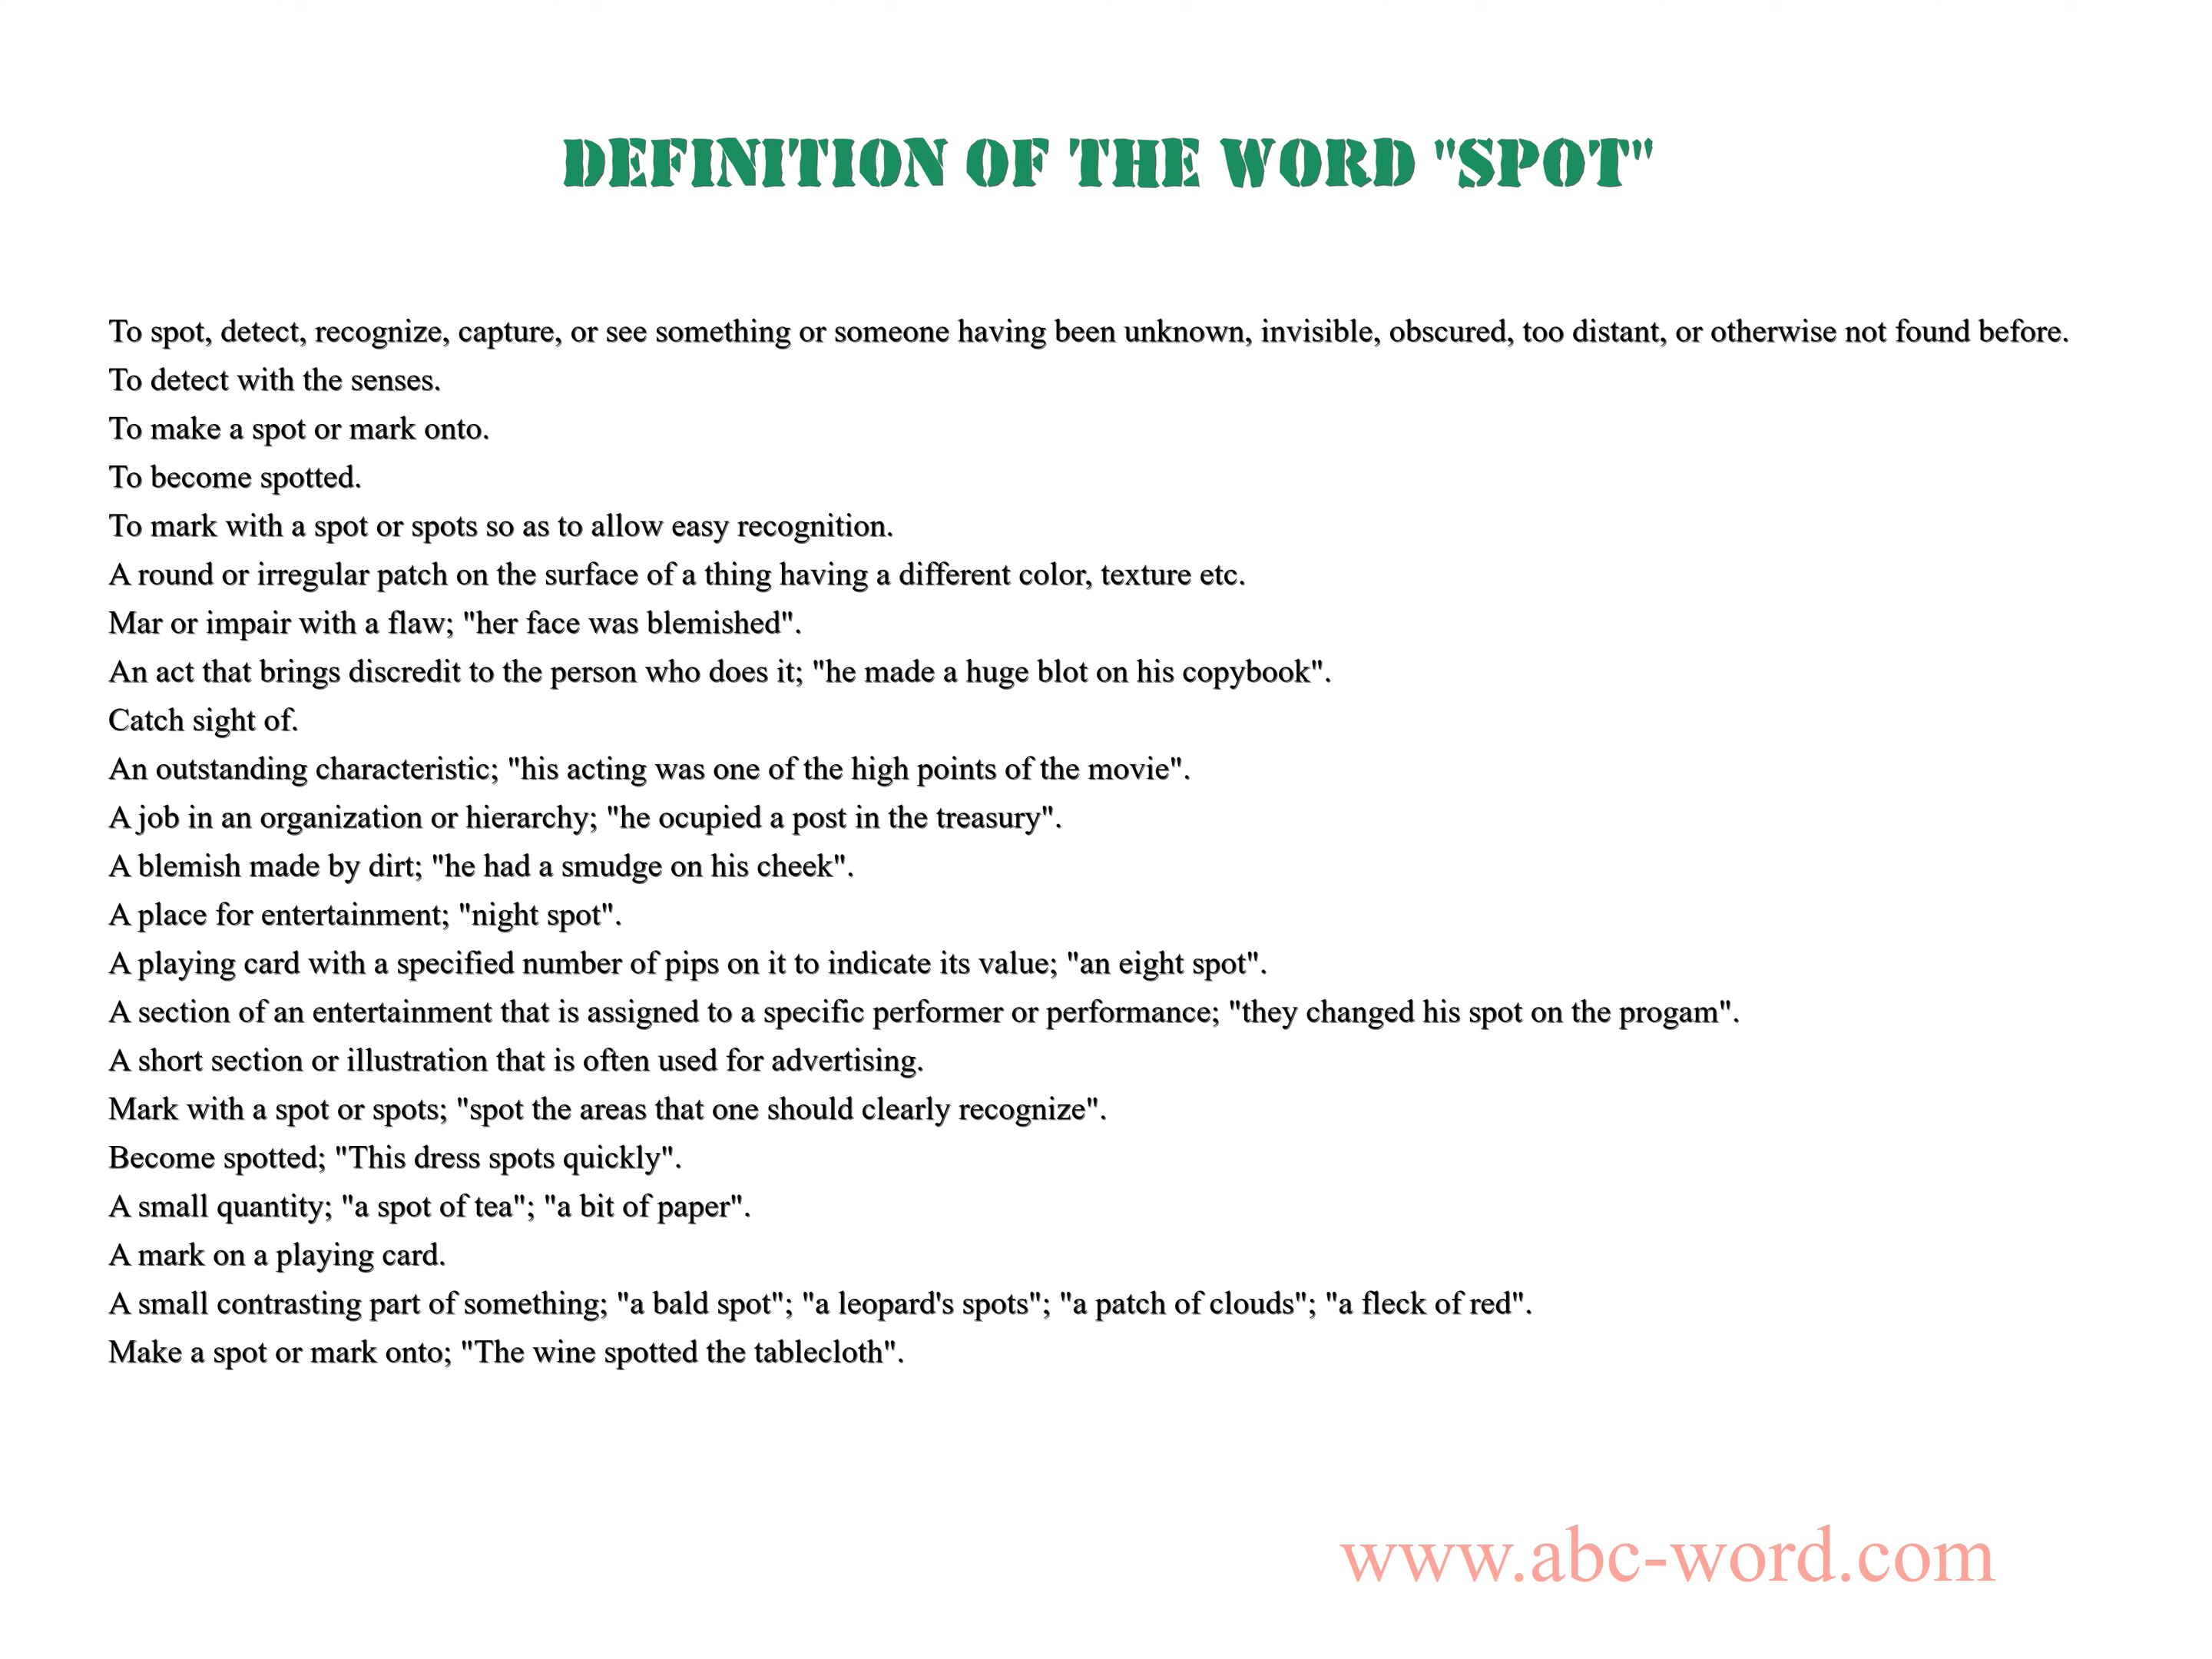 DEFINITION OF THE WORD "SPOT"
To spot, detect, recognize, capture, or see something or someone having been unknown, invisible, obscured, too distant, or otherwise not found before.
To detect with the senses.
To make a spot or mark onto.
To become spotted.
To mark with a spot or spots so as to allow easy recognition.
A round or irregular patch on the surface of a thing having a different color, texture etc.
Mar or impair with a flaw; "her face was blemished".
An act that brings discredit to the person who does it; "he made a huge blot on his copybook".
Catch sight of.
An outstanding characteristic; "his acting was one of the high points of the movie".
A job in an organization or hierarchy; "he ocupied a post in the treasury".
A blemish made by dirt; "he had a smudge on his cheek".
A place for entertainment; "night spot".
A playing card with a specified number of pips on it to indicate its value; "an eight spot".
A section of an entertainment that is assigned to a specific performer or performance; "they changed his spot on the progam".
A short section or illustration that is often used for advertising.
Mark with a spot or spots; "spot the areas that one should clearly recognize".
Become spotted; "This dress spots quickly".
A small quantity; "a spot of tea"; "a bit of paper".
A mark on a playing card.
A small contrasting part of something; "a bald spot"; "a leopard's spots"; "a patch of clouds"; "a fleck of red".
Make a spot or mark onto; "The wine spotted the tablecloth".
www.abc-word.com